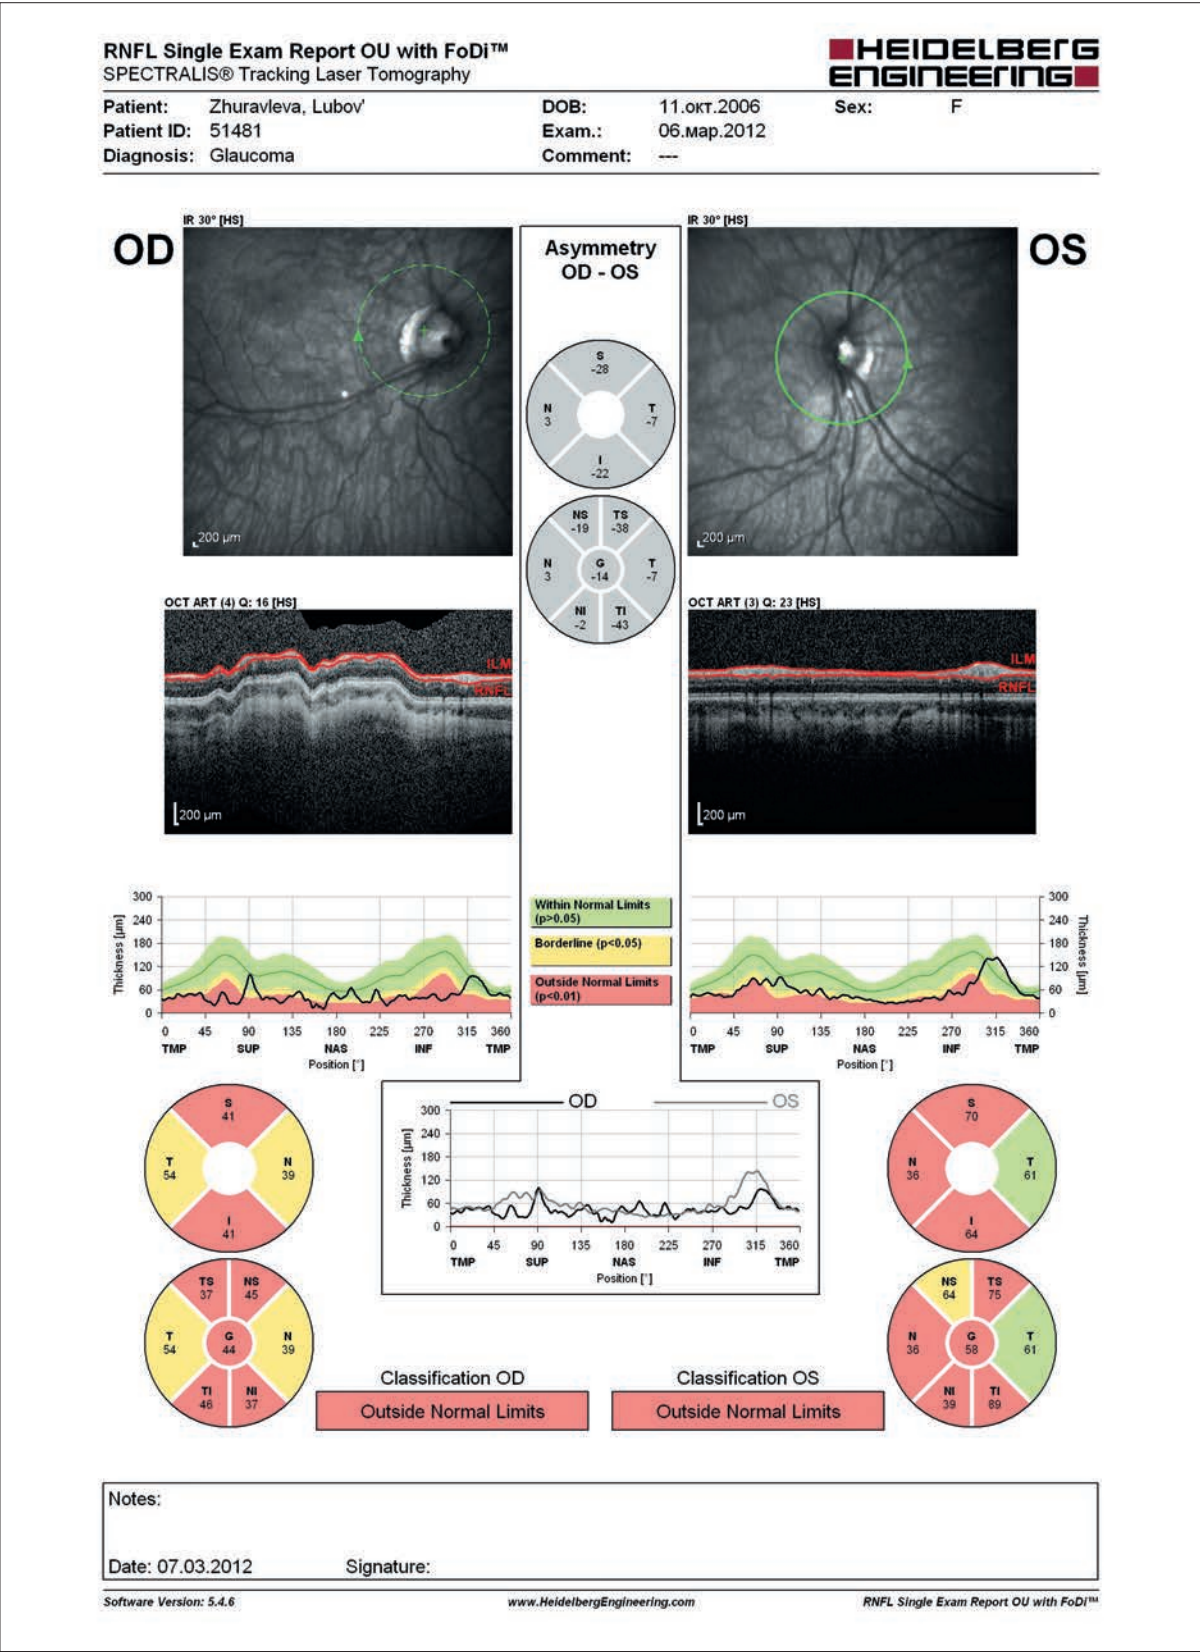 RNFL Single Exam Report OU with FoDi™
SPECTRALIS® Tracking Laser Tomography
HEIDELBERG
ENGINEERING
Patient: Zhuravleva, Lubov' DOB: 11.окт.2006 Sex: F
Patient ID: 51481 Exam.: 06.мар.2012
Diagnosis: Glaucoma Comment: ---
OD
IR 30° [HS]
200 µm
Asymmetry
OD - OS
IR 30° [HS]
OS
200 µm
S
-28
N T
3 -7
I
-22
NS TS
-19 -38
N G T
3 -14 -7
NI TI
-2 -43
OCT ART (4) Q: 16 [HS]
ILM
RNFL
200 µm
OCT ART (3) Q: 23 [HS]
ILM
RNFL
200 µm
Thickness [µm]
300
240
180
120
60
0
0 45 90 135 180 225 270 315 360
TMP SUP NAS INF TMP
Position [°]
Within Normal Limits
(p>0.05)
Borderline (p<0.05)
Outside Normal Limits
(p<0.01)
300
240
180
120
60
0
Thickness [µm]
0 45 90 135 180 225 270 315 360
TMP SUP NAS INF TMP
Position [°]
S
41
T N
54 39
I
41
TS NS
37 45
T G N
54 44 39
TI NI
46 37
OD OS
Thickness [µm]
300
240
180
120
60
0
0 45 90 135 180 225 270 315 360
TMP SUP NAS INF TMP
Position [°]
S
70
N T
36 61
I
64
NS TS
64 75
N G T
36 58 61
NI TI
39 89
Classification OD
Outside Normal Limits
Classification OS
Outside Normal Limits
Notes:
Date: 07.03.2012 Signature:
Software Version: 5.4.6 www.HeidelbergEngineering.com RNFL Single Exam Report OU with FoDi™